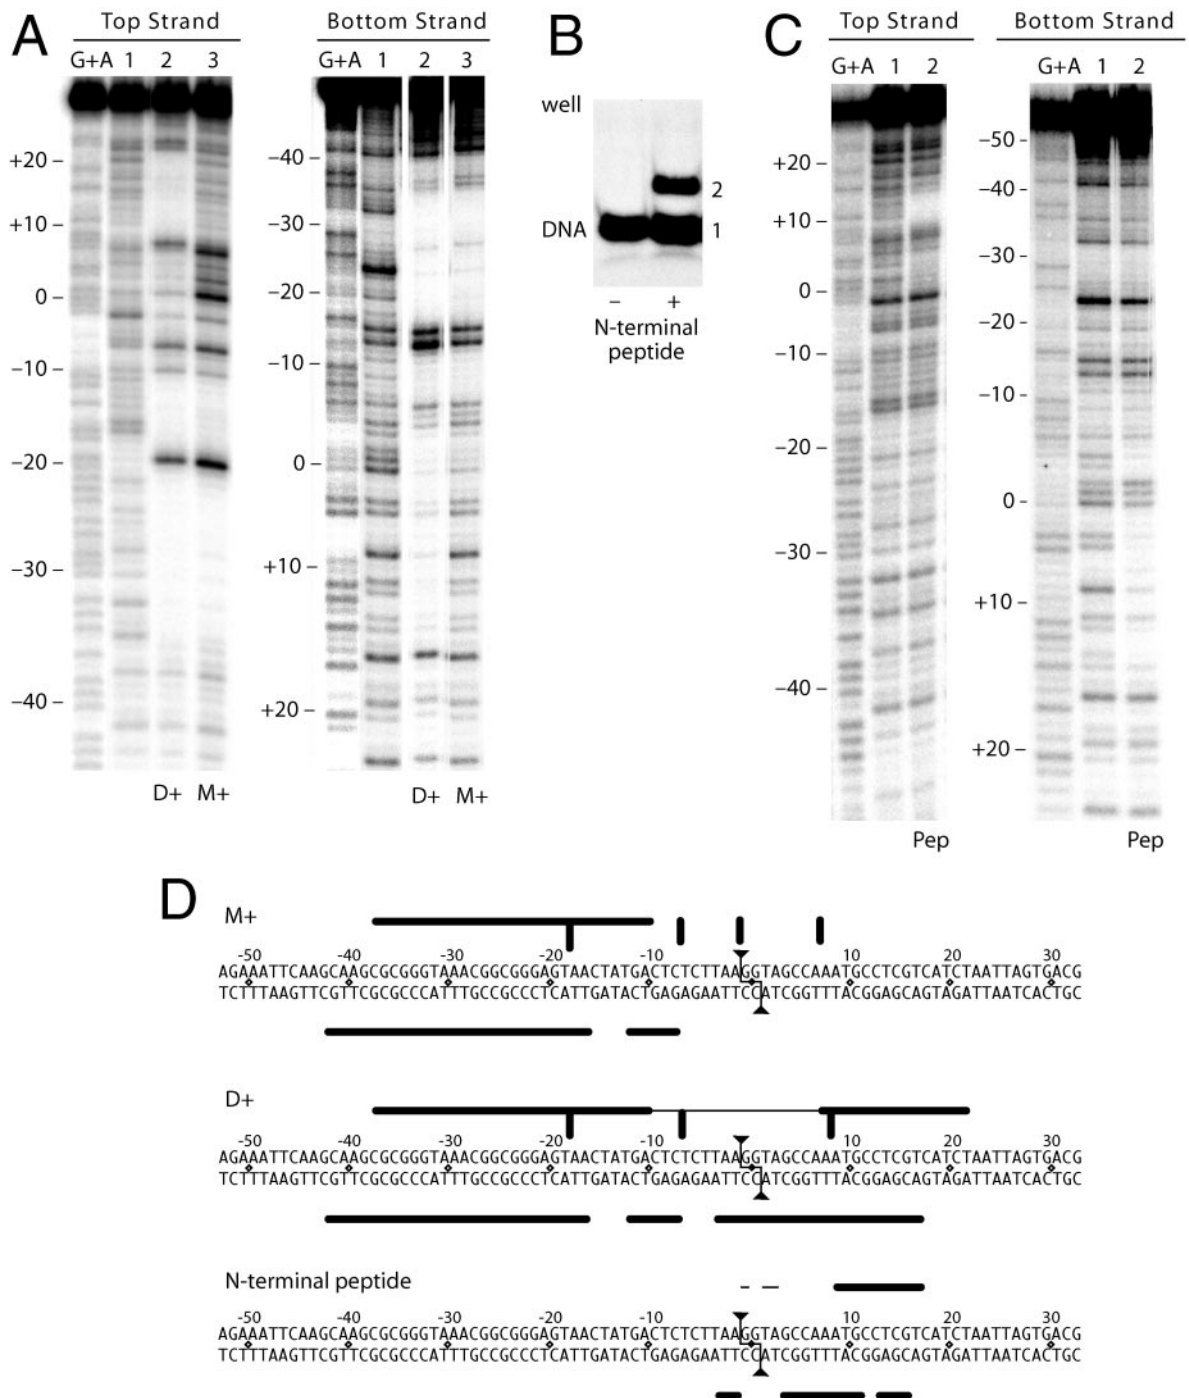 A
Top Strand
Bottom Strand
G+A 1 2 3
G+A 1 2 3
+20
+10
0
−10
−20
−30
−40
−40
−30
−20
−10
0
+10
+20
D+ M+
D+ M+
B
well
DNA
2
1
− +
N-terminal
peptide
C
Top Strand
Bottom Strand
G+A 1 2
G+A 1 2
+20
+10
0
−10
−20
−30
−40
−50
−40
−30
−20
−10
0
+10
+20
Pep
Pep
D
M+
-50 -40 -30 -20 -10 10 20 30
AGAAATTCAAGCAAGCGCGGGTAAACGGCGGGAGTAACTATGACTCTCTTAAGGTAGCCAAATGCCTCGTCATCTAATTAGTGACG
TCTTTAAGTTCGTTCGCGCCCATTTGCCGCCCTCATTGATACTGAGAGAATTCCATCGGTTTACGGAGCAGTAGATTAATCACTGC
D+
-50 -40 -30 -20 -10 10 20 30
AGAAATTCAAGCAAGCGCGGGTAAACGGCGGGAGTAACTATGACTCTCTTAAGGTAGCCAAATGCCTCGTCATCTAATTAGTGACG
TCTTTAAGTTCGTTCGCGCCCATTTGCCGCCCTCATTGATACTGAGAGAATTCCATCGGTTTACGGAGCAGTAGATTAATCACTGC
N-terminal peptide
-50 -40 -30 -20 -10 10 20 30
AGAAATTCAAGCAAGCGCGGGTAAACGGCGGGAGTAACTATGACTCTCTTAAGGTAGCCAAATGCCTCGTCATCTAATTAGTGACG
TCTTTAAGTTCGTTCGCGCCCATTTGCCGCCCTCATTGATACTGAGAGAATTCCATCGGTTTACGGAGCAGTAGATTAATCACTGC